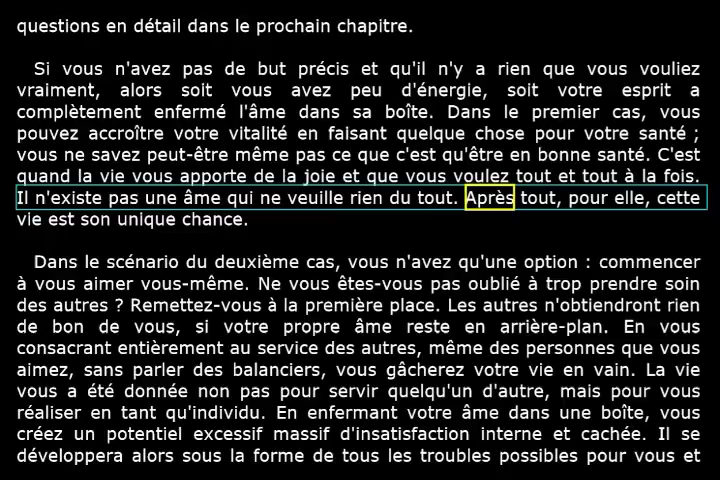 questions en détail dans le prochain chapitre.
Si vous n'avez pas de but précis et qu'il n'y a rien que vous vouliez
vraiment, alors soit vous avez peu d'énergie, soit votre esprit a
complètement enfermé l'âme dans sa boîte. Dans le premier cas, vous
pouvez accroître votre vitalité en faisant quelque chose pour votre santé ;
vous ne savez peut-être même pas ce que c'est qu'être en bonne santé. C'est
quand la vie vous apporte de la joie et que vous voulez tout et tout à la fois.
Il n'existe pas une âme qui ne veuille rien du tout. Après tout, pour elle, cette
vie est son unique chance.
Dans le scénario du deuxième cas, vous n'avez qu'une option : commencer
à vous aimer vous-même. Ne vous êtes-vous pas oublié à trop prendre soin
des autres ? Remettez-vous à la première place. Les autres n'obtiendront rien
de bon de vous, si votre propre âme reste en arrière-plan. En vous
consacrant entièrement au service des autres, même des personnes que vous
aimez, sans parler des balanciers, vous gâcherez votre vie en vain. La vie
vous a été donnée non pas pour servir quelqu'un d'autre, mais pour vous
réaliser en tant qu'individu. En enfermant votre âme dans une boîte, vous
créez un potentiel excessif massif d'insatisfaction interne et cachée. Il se
développera alors sous la forme de tous les troubles possibles pour vous et